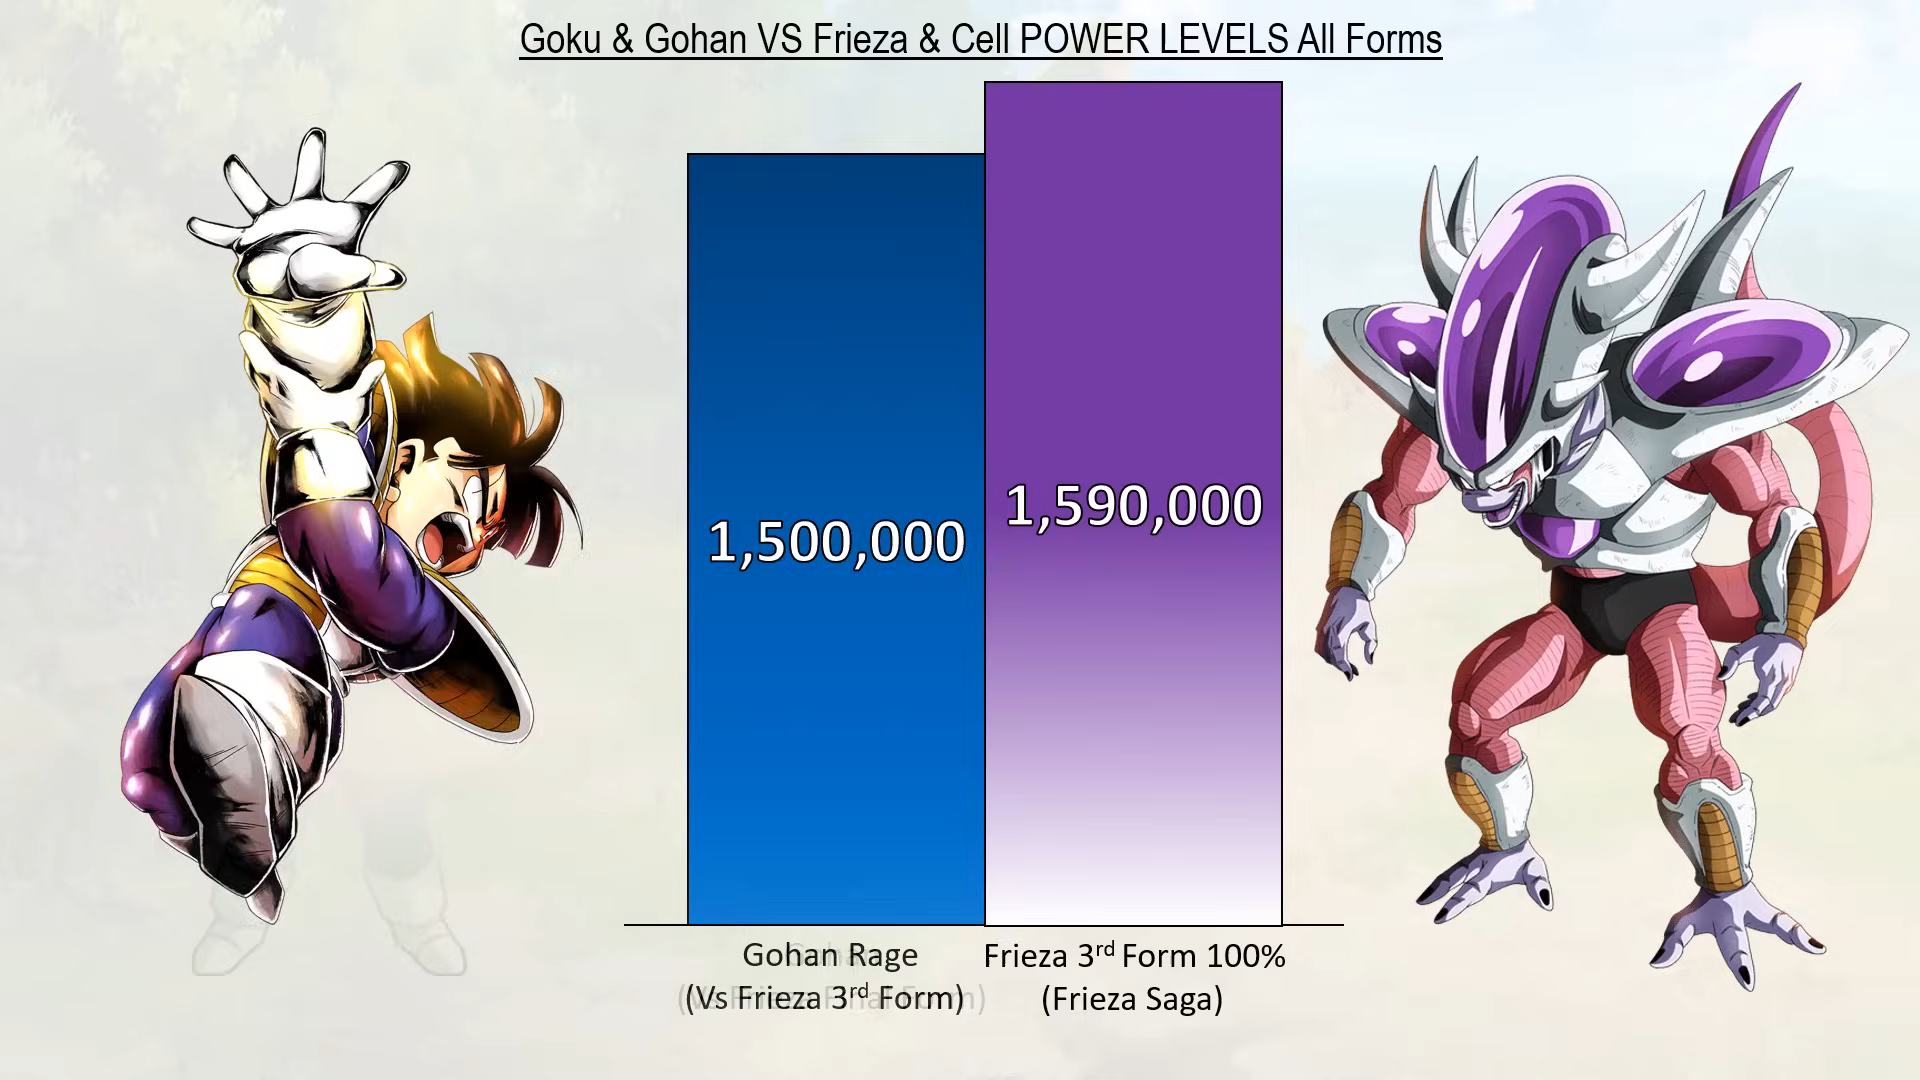 Goku & Gohan VS Frieza & Cell POWER LEVELS All Forms
1,500,000
1,590,000
Gohan Rage
(Vs Frieza 3rd Form)
Frieza 3rd Form 100%
(Frieza Saga)